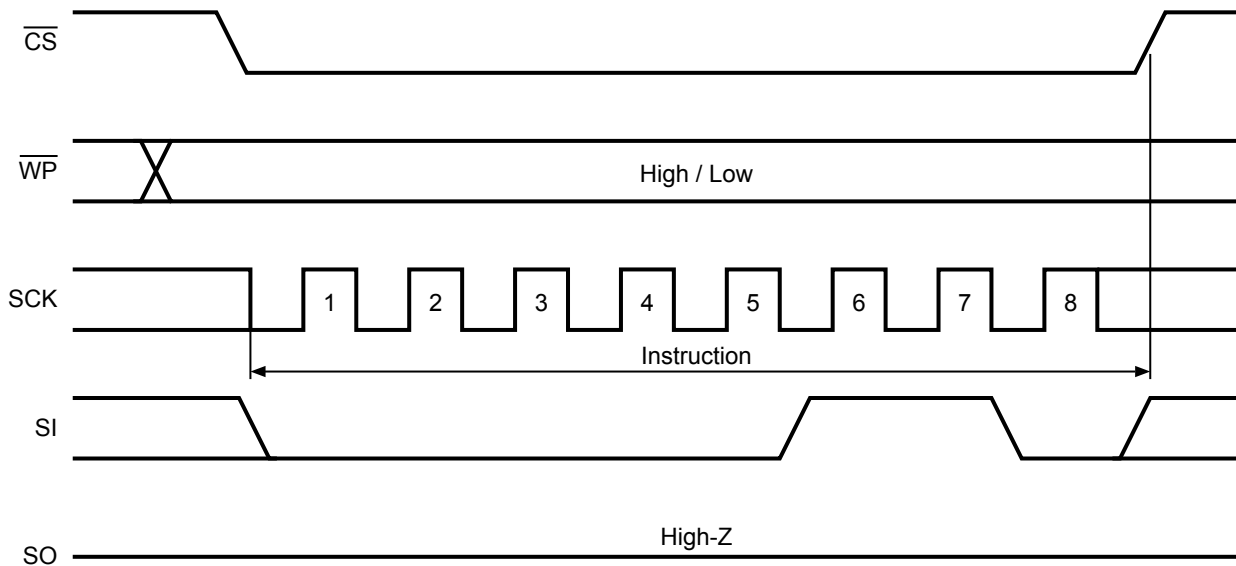 CS
WP
High / Low
SCK
1 2 3 4 5 6 7 8
Instruction
SI
High-Z
SO